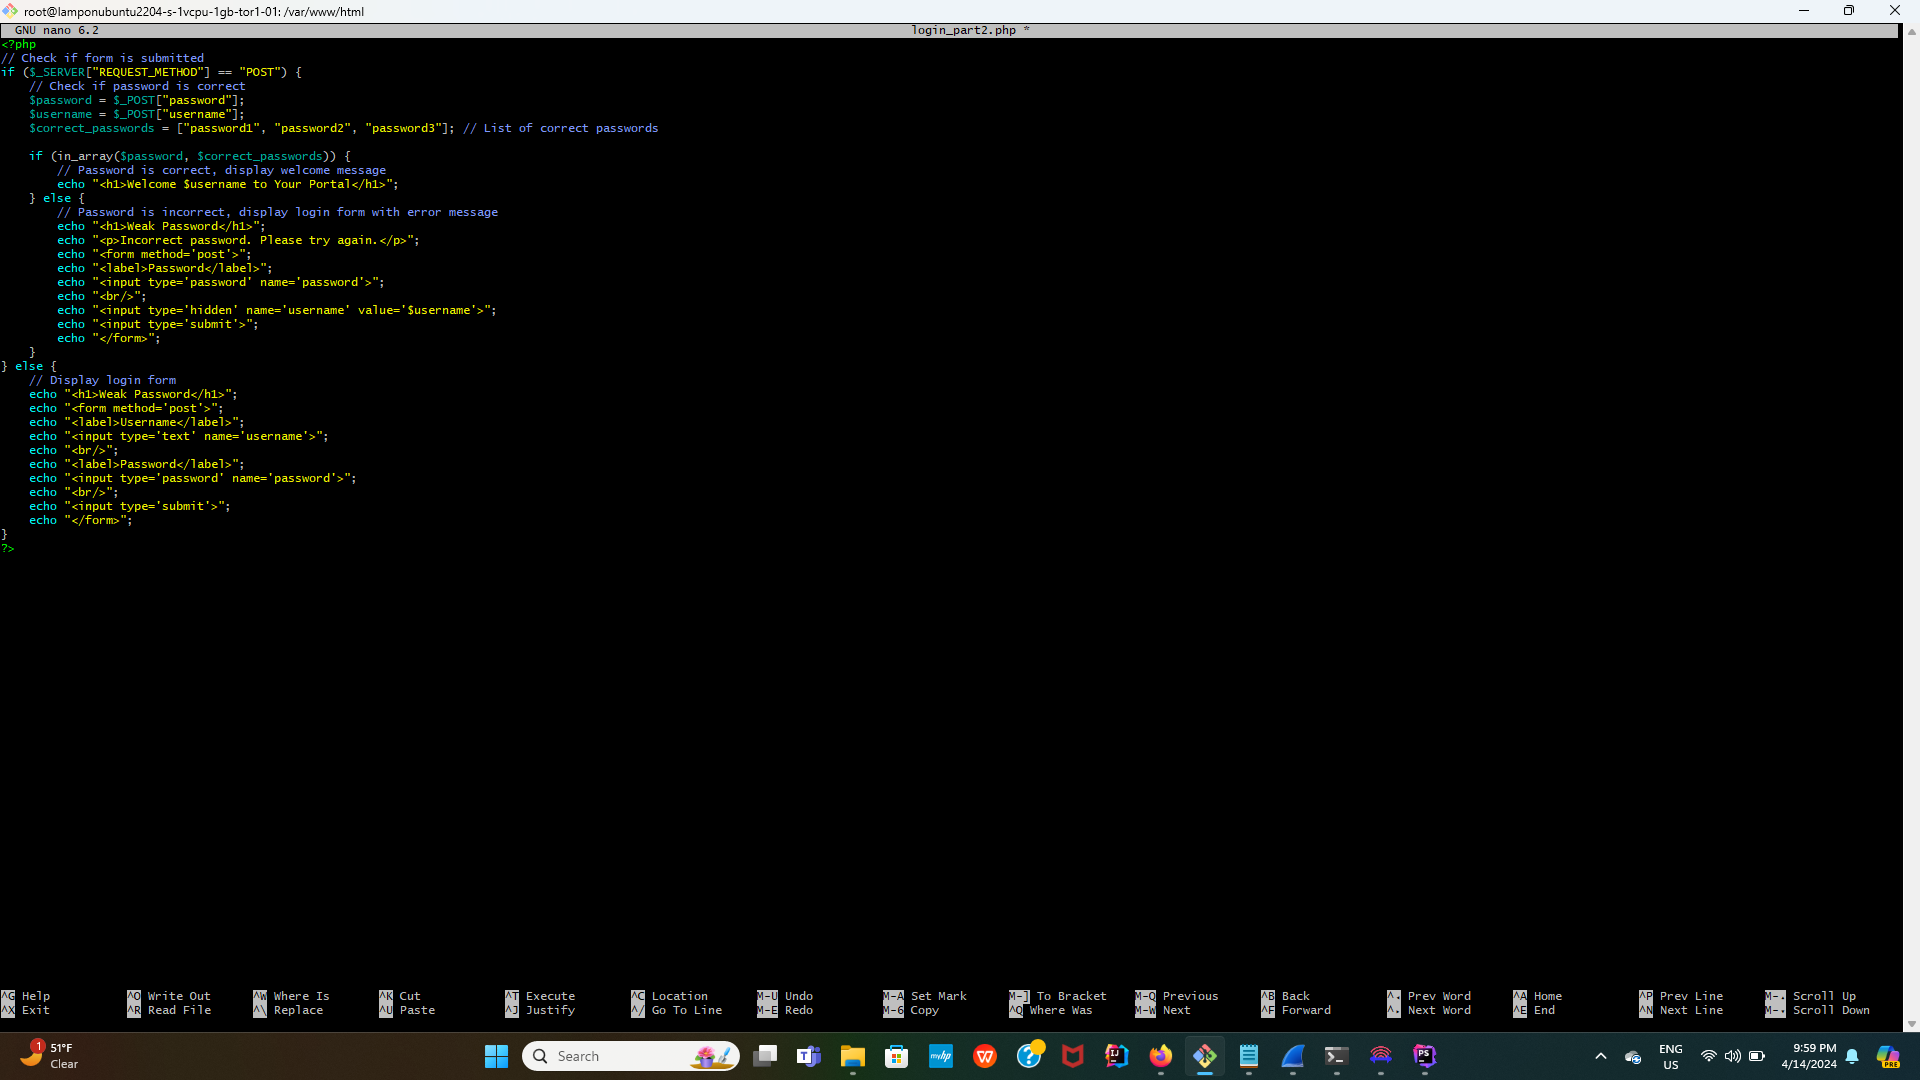 root@lamponubuntu2204-s-1vcpu-1gb-tor1-01: /var/www/html
GNU nano 6.2 login_part2.php *
<?php
// Check if form is submitted
if ($_SERVER["REQUEST_METHOD"] == "POST") {
    // Check if password is correct
    $password = $_POST["password"];
    $username = $_POST["username"];
    $correct_passwords = ["password1", "password2", "password3"]; // List of correct passwords

    if (in_array($password, $correct_passwords)) {
        // Password is correct, display welcome message
        echo "<h1>Welcome $username to Your Portal</h1>";
    } else {
        // Password is incorrect, display login form with error message
        echo "<h1>Weak Password</h1>";
        echo "<p>Incorrect password. Please try again.</p>";
        echo "<form method='post'>";
        echo "<label>Password</label>";
        echo "<input type='password' name='password'>";
        echo "<br/>";
        echo "<input type='hidden' name='username' value='$username'>";
        echo "<input type='submit'>";
        echo "</form>";
    }
} else {
    // Display login form
    echo "<h1>Weak Password</h1>";
    echo "<form method='post'>";
    echo "<label>Username</label>";
    echo "<input type='text' name='username'>";
    echo "<br/>";
    echo "<label>Password</label>";
    echo "<input type='password' name='password'>";
    echo "<br/>";
    echo "<input type='submit'>";
    echo "</form>";
}
?>
^G Help ^O Write Out ^W Where Is ^K Cut ^T Execute ^C Location M-U Undo M-A Set Mark M-] To Bracket M-Q Previous ^B Back Prev Word ^A Home ^P Prev Line Scroll Up
^X Exit ^R Read File ^\ Replace ^U Paste ^J Justify ^/ Go To Line M-E Redo M-6 Copy ^Q Where Was M-W Next ^F Forward Next Word ^E End ^N Next Line Scroll Down
1 51°F
Clear
Search
myhp
W
?
IJ
PS
PRE
ENG
US
9:59 PM
4/14/2024